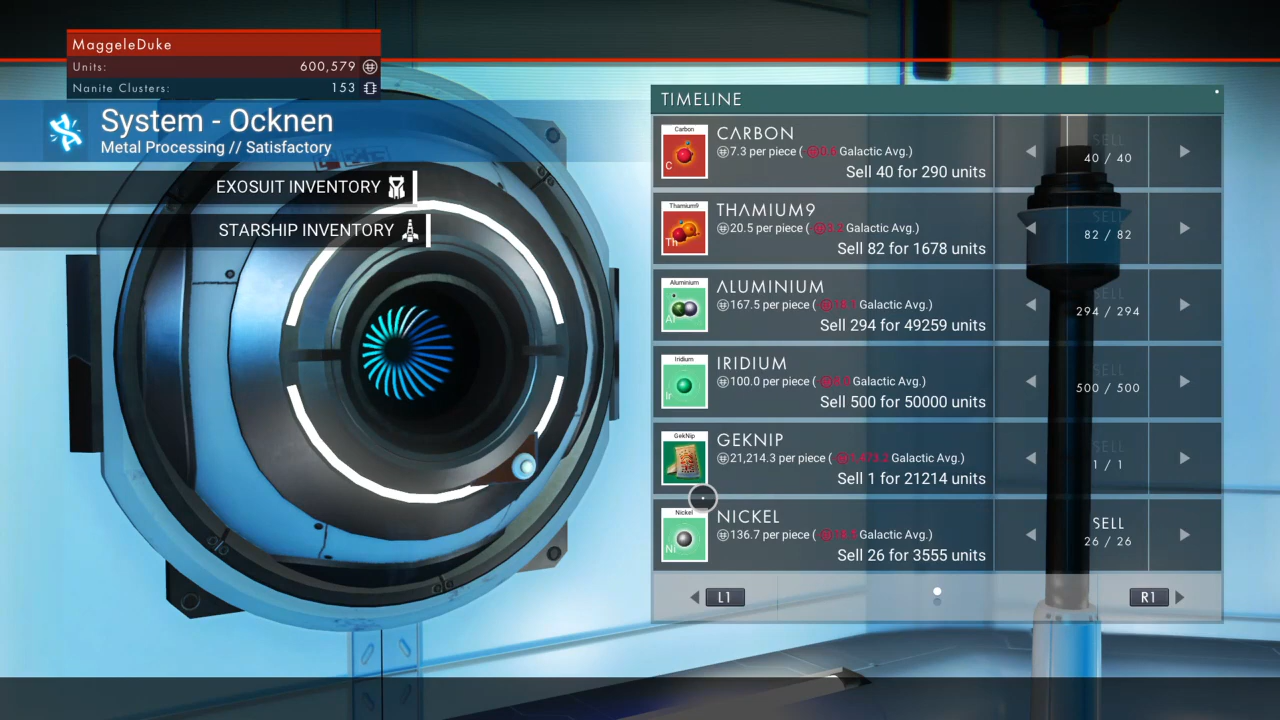 MaggeleDuke
Units: 600,579
Nanite Clusters: 153
System - Ocknen
Metal Processing // Satisfactory
EXOSUIT INVENTORY
STARSHIP INVENTORY
TIMELINE
Carbon
C
CARBON
7.3 per piece ( Galactic Avg.)
Sell 40 for 290 units
SELL
40 / 40
Thamium9
Th
THAMIUM9
20.5 per piece ( Galactic Avg.)
Sell 82 for 1678 units
SELL
82 / 82
Aluminium
Al
ALUMINIUM
167.5 per piece ( Galactic Avg.)
Sell 294 for 49259 units
SELL
294 / 294
Iridium
Ir
IRIDIUM
100.0 per piece ( Galactic Avg.)
Sell 500 for 50000 units
SELL
500 / 500
GekNip
GEKNIP
21,214.3 per piece ( Galactic Avg.)
Sell 1 for 21214 units
SELL
1 / 1
Nickel
Ni
NICKEL
136.7 per piece ( Galactic Avg.)
Sell 26 for 3555 units
SELL
26 / 26
L1
R1